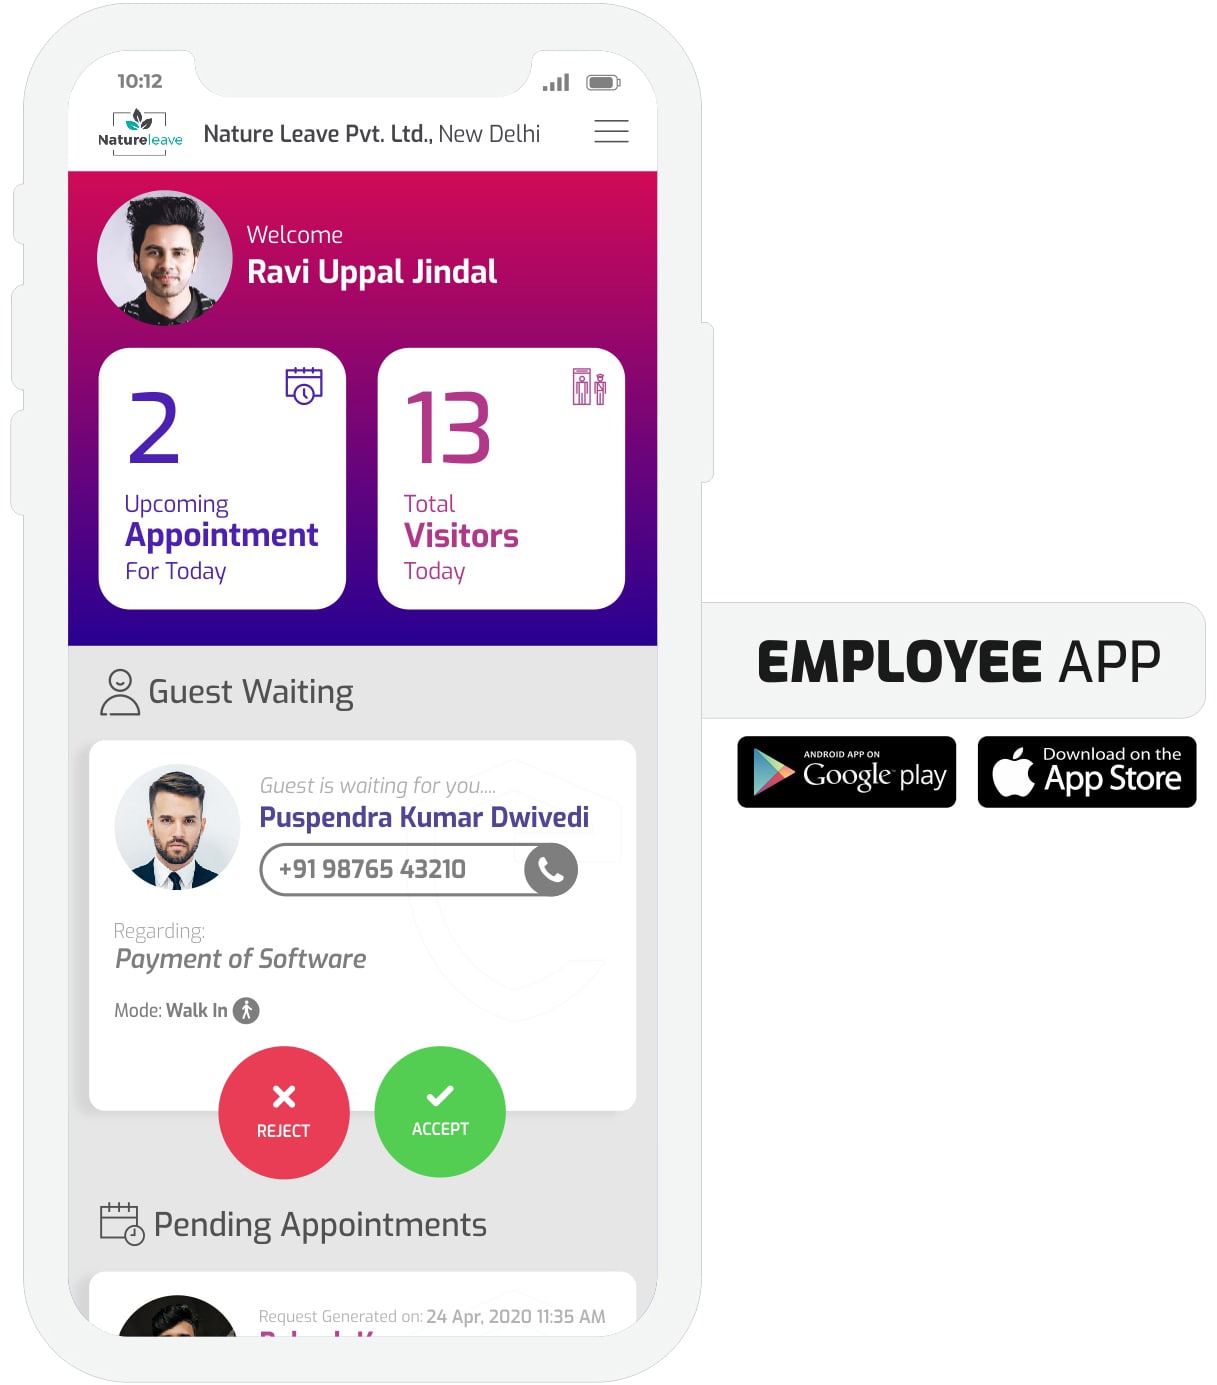 10:12
Natureleave
Nature Leave Pvt. Ltd., New Delhi
Welcome
Ravi Uppal Jindal
2
Upcoming
Appointment
For Today
13
Total
Visitors
Today
EMPLOYEE APP
ANDROID APP ON
Google play
Download on the
App Store
Guest Waiting
Guest is waiting for you....
Puspendra Kumar Dwivedi
+91 98765 43210
Regarding:
Payment of Software
Mode: Walk In
REJECT
ACCEPT
Pending Appointments
Request Generated on: 24 Apr, 2020 11:35 AM